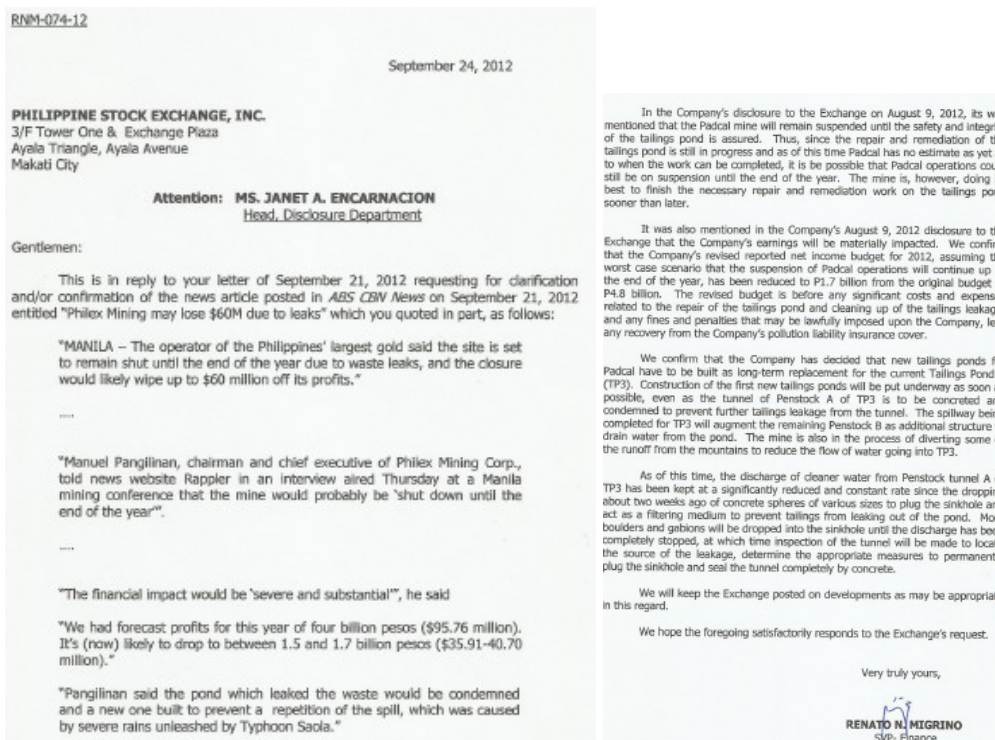 RNM-074-12
September 24, 2012
PHILIPPINE STOCK EXCHANGE, INC.
3/F Tower One & Exchange Plaza
Ayala Triangle, Ayala Avenue
Makati City
Attention: MS. JANET A. ENCARNACION
Head, Disclosure Department
Gentlemen:
This is in reply to your letter of September 21, 2012 requesting for clarification
and/or confirmation of the news article posted in ABS CBN News on September 21, 2012
entitled "Philex Mining may lose $60M due to leaks" which you quoted in part, as follows:
"MANILA – The operator of the Philippines' largest gold said the site is set
to remain shut until the end of the year due to waste leaks, and the closure
would likely wipe up to $60 million off its profits."
....
"Manuel Pangilinan, chairman and chief executive of Philex Mining Corp.,
told news website Rappler in an interview aired Thursday at a Manila
mining conference that the mine would probably be 'shut down until the
end of the year'".
....
"The financial impact would be 'severe and substantial'", he said
"We had forecast profits for this year of four billion pesos ($95.76 million).
It's (now) likely to drop to between 1.5 and 1.7 billion pesos ($35.91-40.70
million)."
"Pangilinan said the pond which leaked the waste would be condemned
and a new one built to prevent a repetition of the spill, which was caused
by severe rains unleashed by Typhoon Saola."
In the Company's disclosure to the Exchange on August 9, 2012, its
mentioned that the Padcal mine will remain suspended until the safety and
of the tailings pond is assured. Thus, since the repair and remediation of
tailings pond is still in progress and as of this time Padcal has no estimate as yet
to when the work can be completed, it is be possible that Padcal operations
still be on suspension until the end of the year. The mine is, however, doing
best to finish the necessary repair and remediation work on the tailings
sooner than later.
It was also mentioned in the Company's August 9, 2012 disclosure to
Exchange that the Company's earnings will be materially impacted. We
that the Company's revised reported net income budget for 2012, assuming
worst case scenario that the suspension of Padcal operations will continue up
the end of the year, has been reduced to P1.7 billion from the original budget
P4.8 billion. The revised budget is before any significant costs and
related to the repair of the tailings pond and cleaning up of the tailings
and any fines and penalties that may be lawfully imposed upon the Company,
any recovery from the Company's pollution liability insurance cover.
We confirm that the Company has decided that new tailings ponds
Padcal have to be built as long-term replacement for the current Tailings
(TP3). Construction of the first new tailings ponds will be put underway as soon
possible, even as the tunnel of Penstock A of TP3 is to be concreted
condemned to prevent further tailings leakage from the tunnel. The spillway
completed for TP3 will augment the remaining Penstock B as additional structure
drain water from the pond. The mine is also in the process of diverting some
the runoff from the mountains to reduce the flow of water going into TP3.
As of this time, the discharge of cleaner water from Penstock tunnel A
TP3 has been kept at a significantly reduced and constant rate since the
about two weeks ago of concrete spheres of various sizes to plug the sinkhole
act as a filtering medium to prevent tailings from leaking out of the pond.
boulders and gabions will be dropped into the sinkhole until the discharge has
completely stopped, at which time inspection of the tunnel will be made to
the source of the leakage, determine the appropriate measures to
plug the sinkhole and seal the tunnel completely by concrete.
We will keep the Exchange posted on developments as may be
in this regard.
We hope the foregoing satisfactorily responds to the Exchange's request.
Very truly yours,
RENATO N. MIGRINO
SVP- Finance